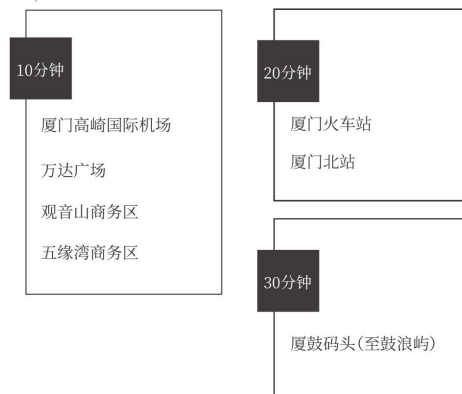 10分钟
厦门高崎国际机场
万达广场
观音山商务区
五缘湾商务区
20分钟
厦门火车站
厦门北站
30分钟
厦鼓码头(至鼓浪屿)